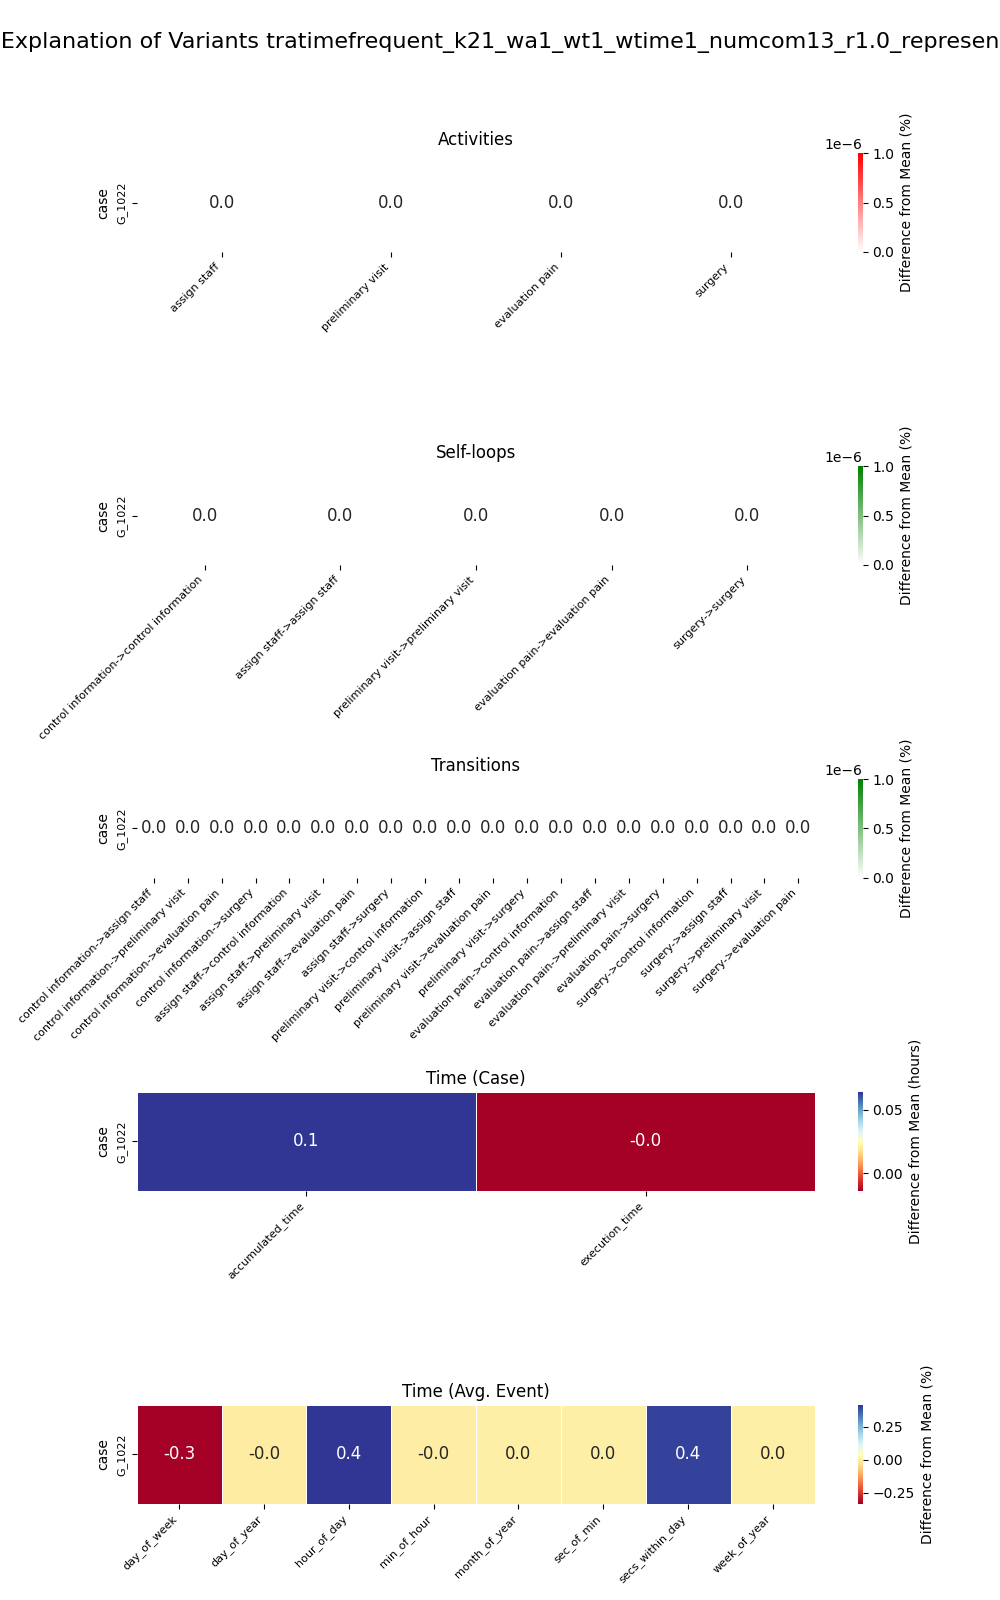 Explanation of Variants tratimefrequent_k21_wa1_wt1_wtime1_numcom13_r1.0_represen
Activities
1e−6
case
G_1022
0.0 0.0 0.0 0.0
assign staff
preliminary visit
evaluation pain
surgery
1.0
0.5
0.0
Difference from Mean (%)
Self-loops
1e−6
case
G_1022
0.0 0.0 0.0 0.0 0.0
control information->control information
assign staff->assign staff
preliminary visit->preliminary visit
evaluation pain->evaluation pain
surgery->surgery
1.0
0.5
0.0
Difference from Mean (%)
Transitions
1e−6
case
G_1022
0.0 0.0 0.0 0.0 0.0 0.0 0.0 0.0 0.0 0.0 0.0 0.0 0.0 0.0 0.0 0.0 0.0 0.0 0.0 0.0
control information->assign staff
control information->preliminary visit
control information->evaluation pain
control information->surgery
assign staff->control information
assign staff->preliminary visit
assign staff->evaluation pain
assign staff->surgery
preliminary visit->control information
preliminary visit->assign staff
preliminary visit->evaluation pain
preliminary visit->surgery
evaluation pain->control information
evaluation pain->assign staff
evaluation pain->preliminary visit
evaluation pain->surgery
surgery->control information
surgery->assign staff
surgery->preliminary visit
surgery->evaluation pain
1.0
0.5
0.0
Difference from Mean (%)
Time (Case)
case
G_1022
0.1 -0.0
accumulated_time
execution_time
0.05
0.00
Difference from Mean (hours)
Time (Avg. Event)
case
G_1022
-0.3 -0.0 0.4 -0.0 0.0 0.0 0.4 0.0
day_of_week
day_of_year
hour_of_day
min_of_hour
month_of_year
sec_of_min
secs_within_day
week_of_year
0.25
0.00
−0.25
Difference from Mean (%)